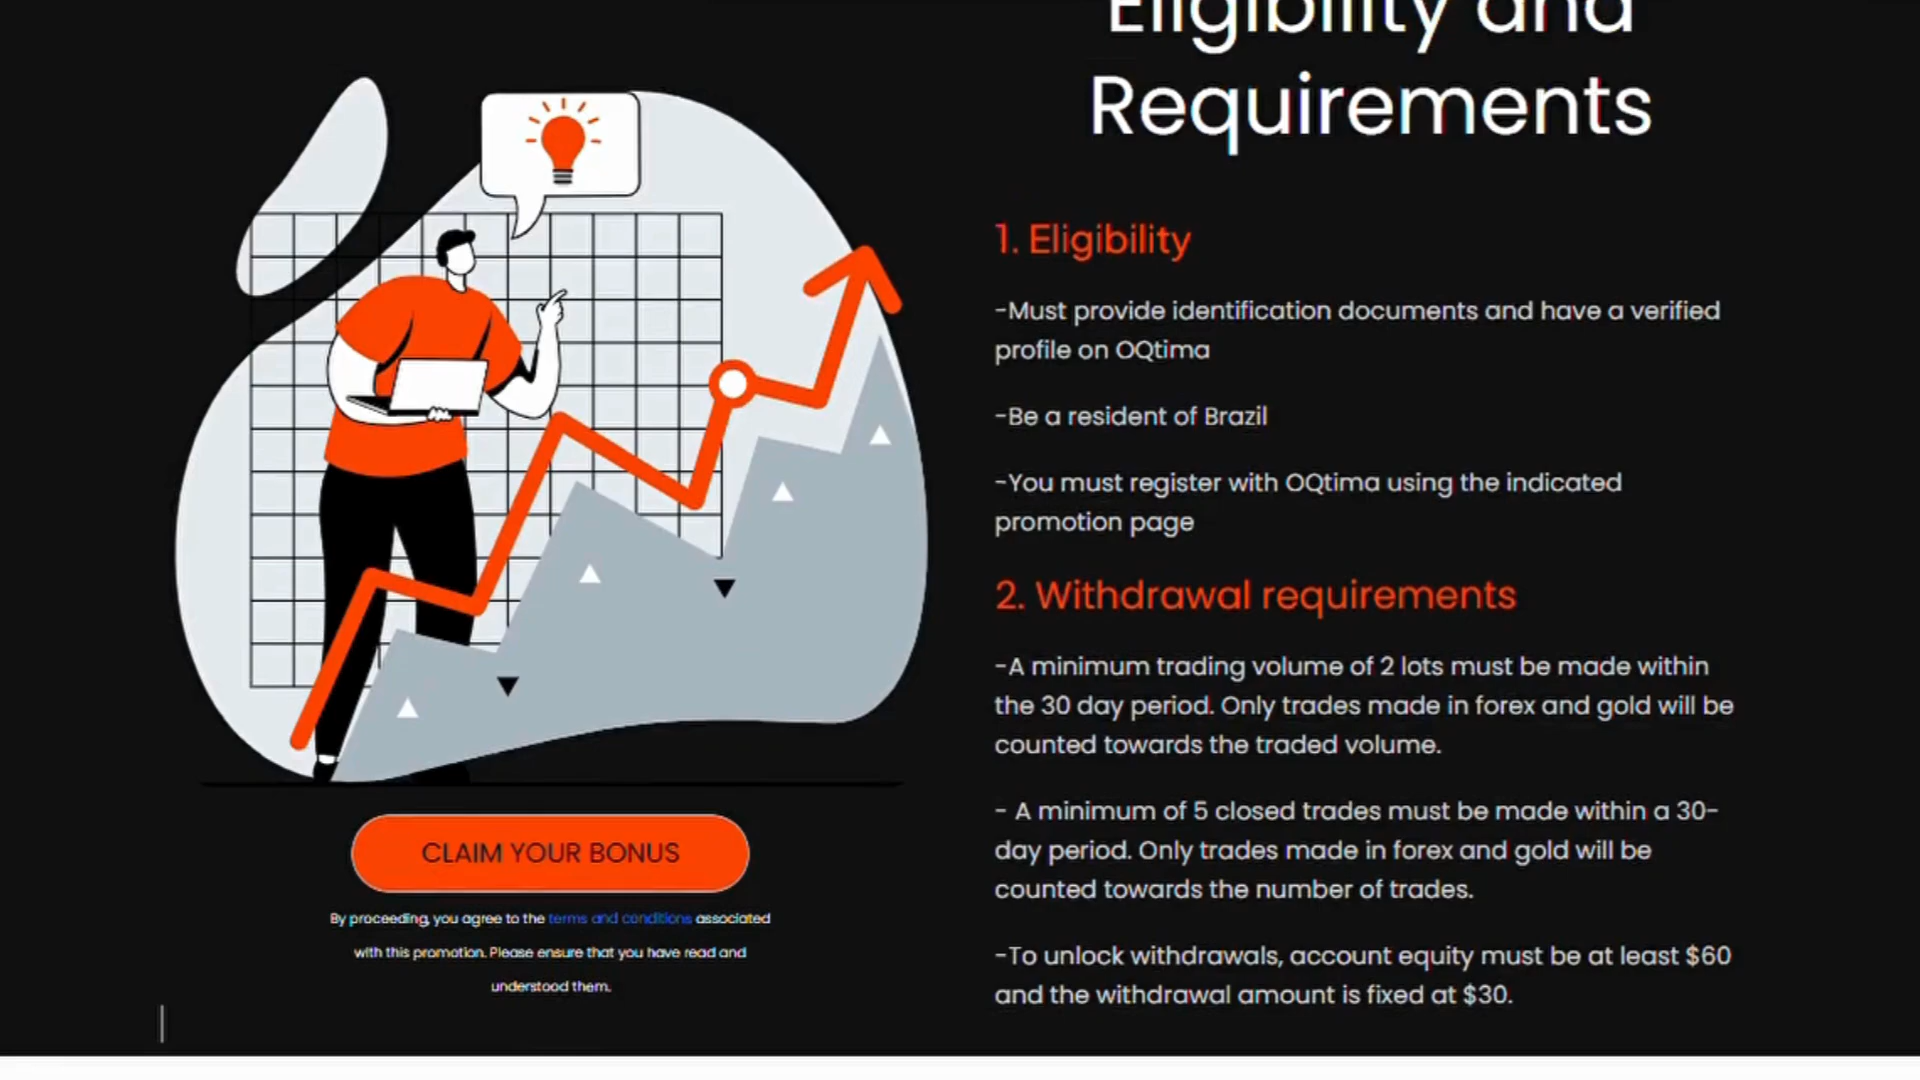 Eligibility and
Requirements
1. Eligibility
-Must provide identification documents and have a verified
profile on OQtima
-Be a resident of Brazil
-You must register with OQtima using the indicated
promotion page
2. Withdrawal requirements
-A minimum trading volume of 2 lots must be made within
the 30 day period. Only trades made in forex and gold will be
counted towards the traded volume.
- A minimum of 5 closed trades must be made within a 30-
day period. Only trades made in forex and gold will be
counted towards the number of trades.
-To unlock withdrawals, account equity must be at least $60
and the withdrawal amount is fixed at $30.
CLAIM YOUR BONUS
By proceeding, you agree to the terms and conditions associated
with this promotion. Please ensure that you have read and
understood them.